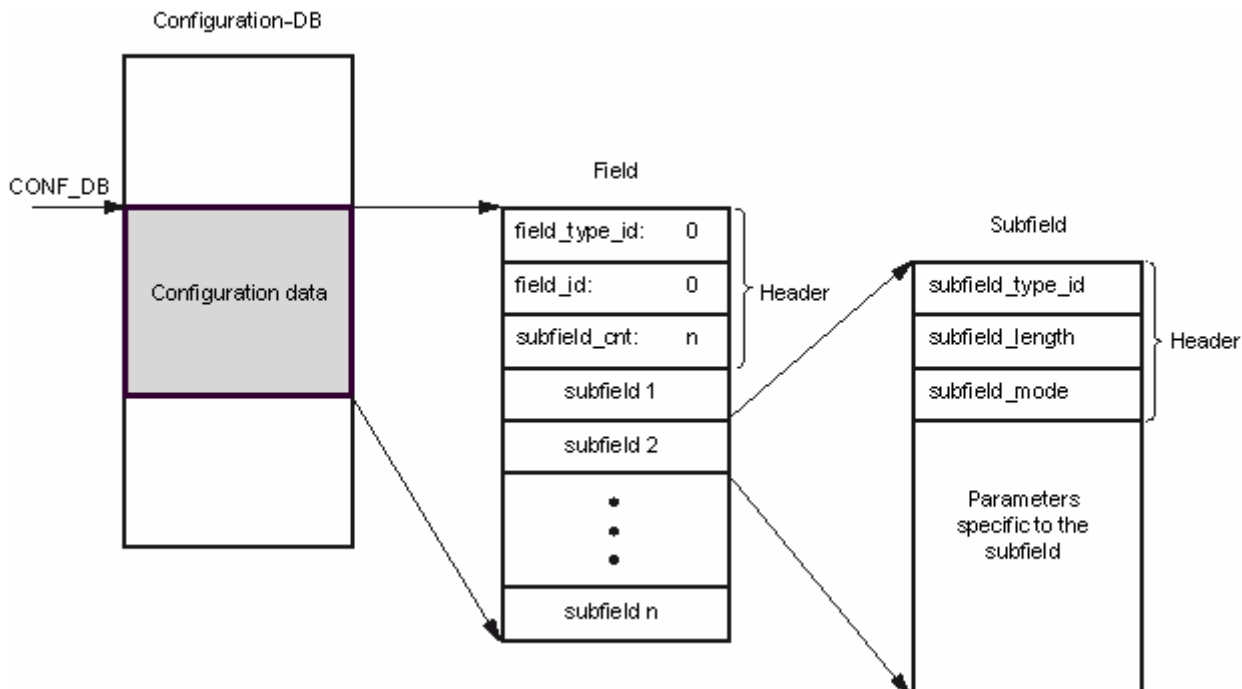 Configuration-DB
CONF_DB
Configuration data
Field
field_type_id: 0
field_id: 0
subfield_cnt: n
Header
subfield 1
subfield 2
subfield n
Subfield
subfield_type_id
subfield_length
subfield_mode
Header
Parameters
specific to the
subfield